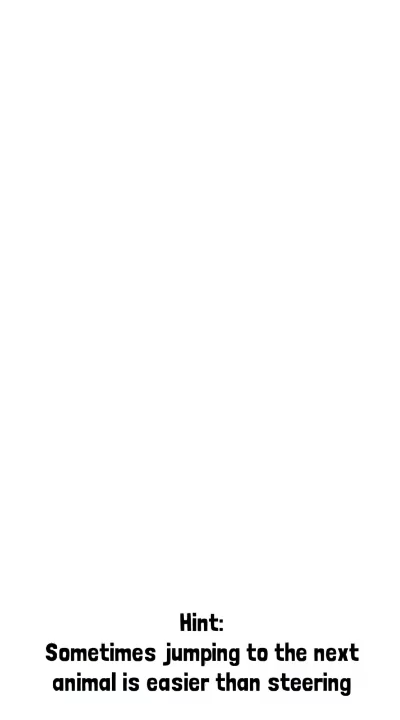 Hint:
Sometimes jumping to the next
animal is easier than steering